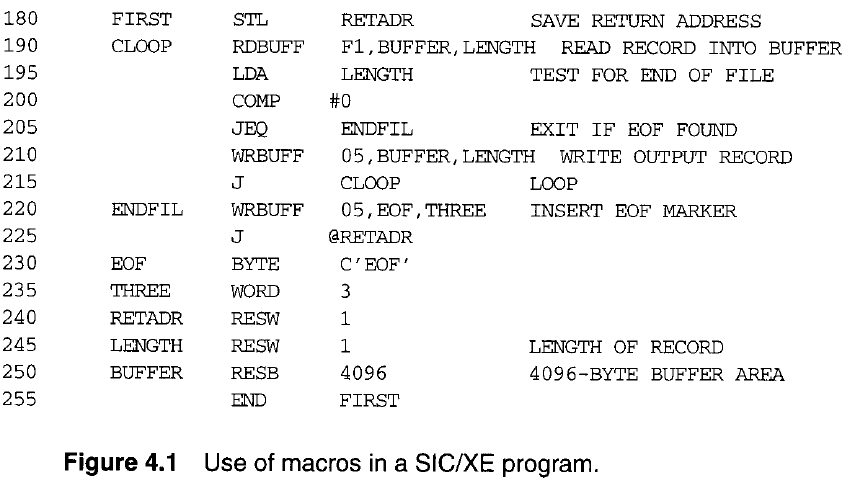 180 FIRST STL RETADR SAVE RETURN ADDRESS
190 CLOOP RDBUFF F1,BUFFER,LENGTH READ RECORD INTO BUFFER
195 LDA LENGTH TEST FOR END OF FILE
200 COMP #0
205 JEQ ENDFIL EXIT IF EOF FOUND
210 WRBUFF 05,BUFFER,LENGTH WRITE OUTPUT RECORD
215 J CLOOP LOOP
220 ENDFIL WRBUFF 05,EOF,THREE INSERT EOF MARKER
225 J @RETADR
230 EOF BYTE C'EOF'
235 THREE WORD 3
240 RETADR RESW 1
245 LENGTH RESW 1 LENGTH OF RECORD
250 BUFFER RESB 4096 4096-BYTE BUFFER AREA
255 END FIRST
Figure 4.1 Use of macros in a SIC/XE program.